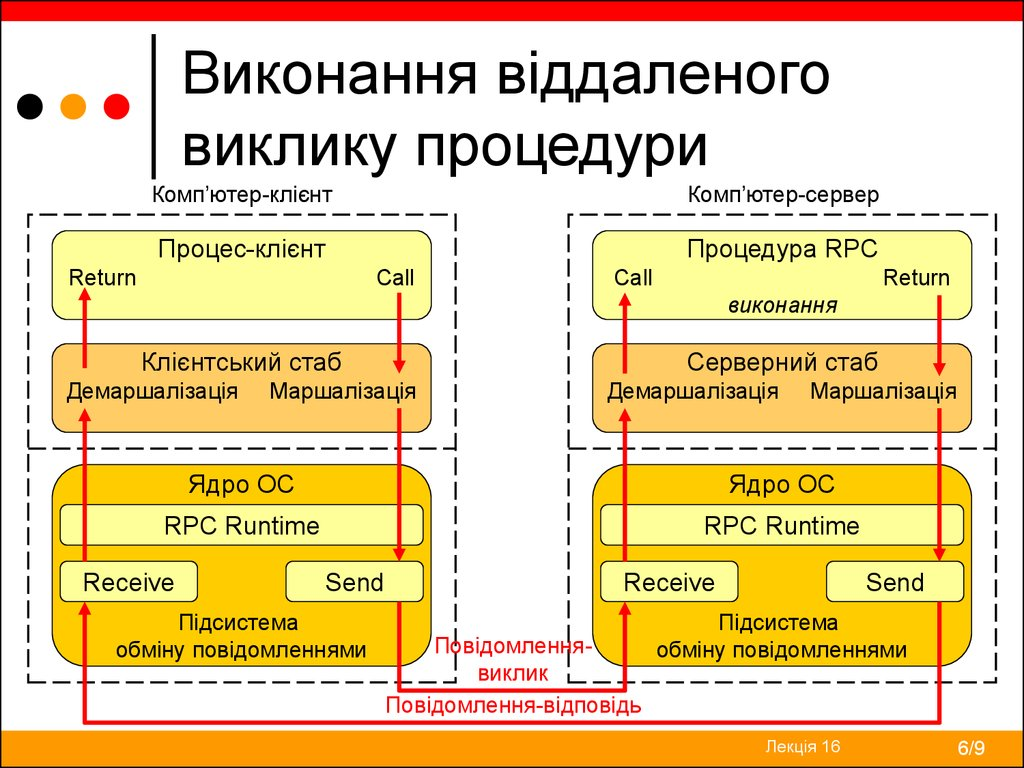 Виконання віддаленого
виклику процедури
Комп’ютер-клієнт
Комп’ютер-сервер
Процес-клієнт
Return
Call
Процедура RPC
Call
Return
виконання
Клієнтський стаб
Демаршалізація
Маршалізація
Серверний стаб
Демаршалізація
Маршалізація
Ядро ОС
RPC Runtime
Receive
Send
Підсистема
обміну повідомленнями
Ядро ОС
RPC Runtime
Receive
Send
Підсистема
обміну повідомленнями
Повідомлення-
виклик
Повідомлення-відповідь
Лекція 16
6/9